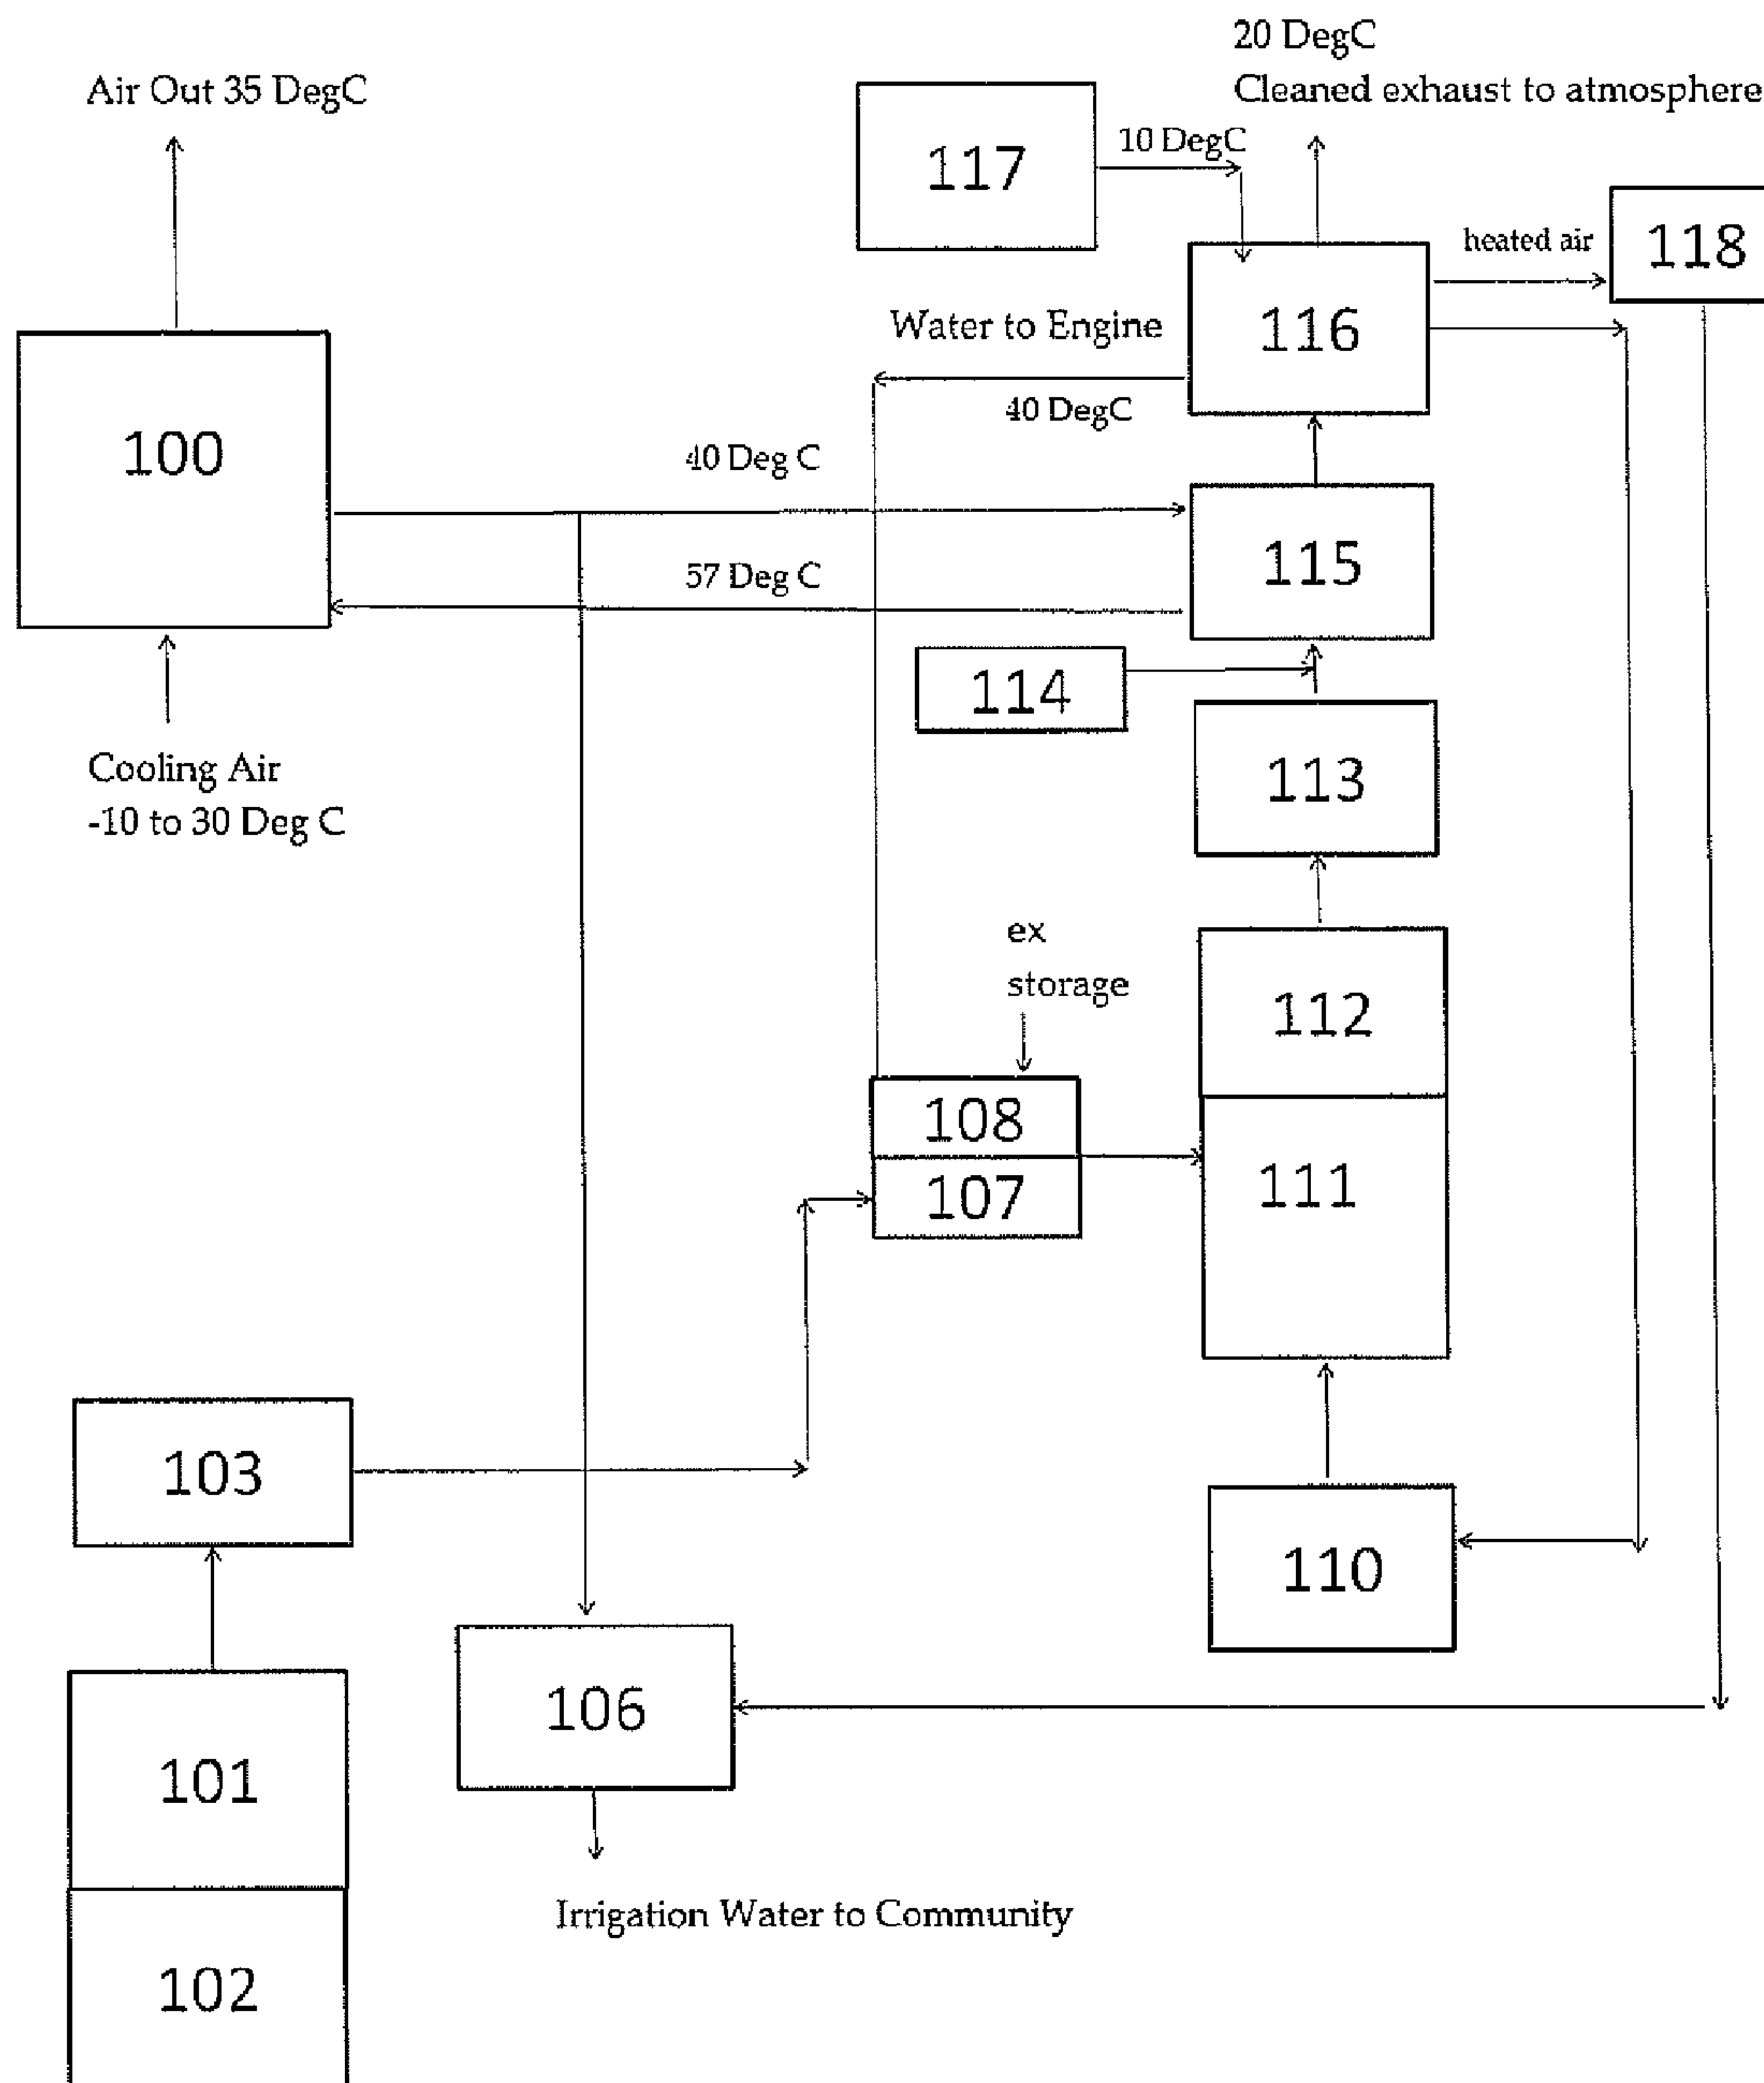 20 DegC
Cleaned exhaust to atmosphere
Air Out 35 DegC
117
10 DegC
118
heated air
116
Water to Engine
40 DegC
100
40 Deg C
115
57 Deg C
114
113
Cooling Air
-10 to 30 Deg C
ex
storage
112
108
107
111
103
110
106
101
Irrigation Water to Community
102